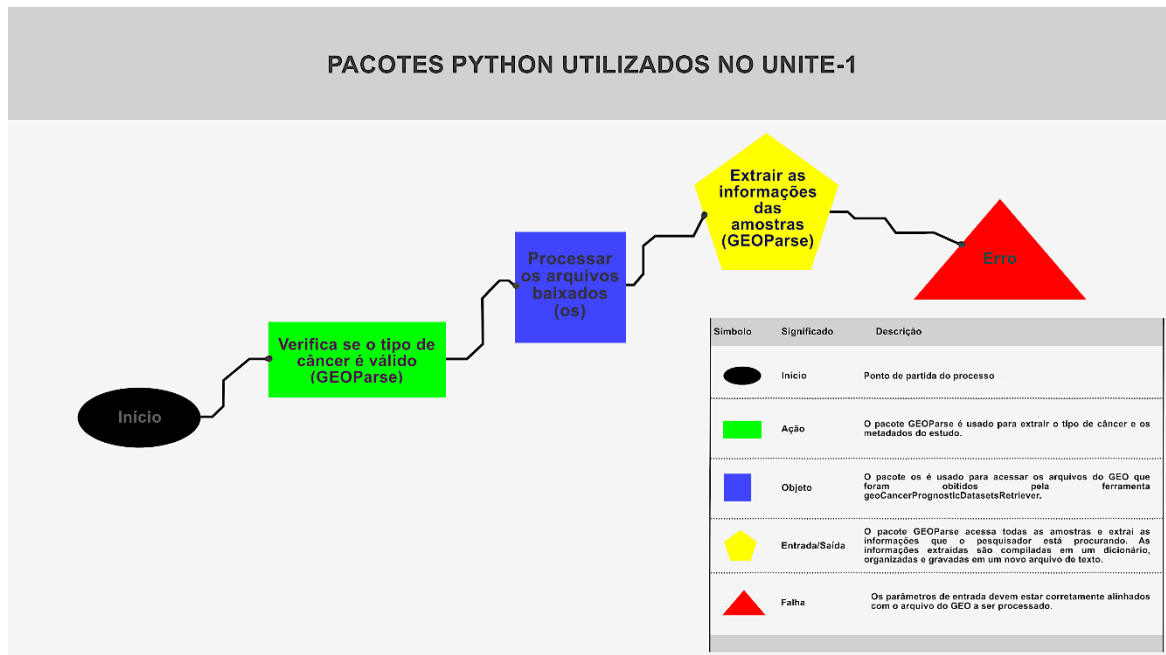 PACOTES PYTHON UTILIZADOS NO UNITE-1
Extrair as
informações
das
amostras
(GEOParse)
Erro
Processar
os arquivos
baixados
(os)
Verifica se o tipo de
câncer é válido
(GEOParse)
Início
Símbolo Significado Descrição
Início Ponto de partida do processo
Ação O pacote GEOParse é usado para extrair o tipo de câncer e os
metadados do estudo.
Objeto O pacote os é usado para acessar os arquivos do GEO que
foram obitidos pela ferramenta
geoCancerPrognosticDatasetsRetriever.
Entrada/Saída O pacote GEOParse acessa todas as amostras e extrai as
informações que o pesquisador está procurando. As
informações extraídas são compiladas em um dicionário,
organizadas e gravadas em um novo arquivo de texto.
Falha Os parâmetros de entrada devem estar corretamente alinhados
com o arquivo do GEO a ser processado.